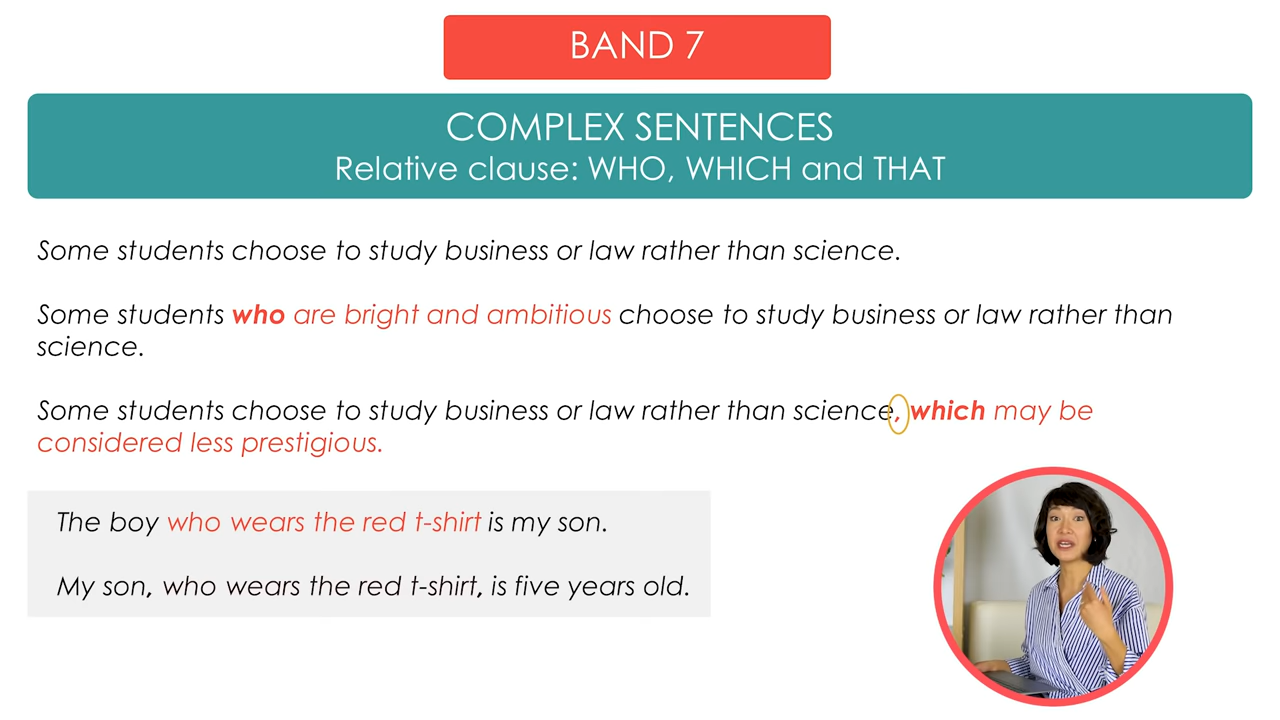 BAND 7
COMPLEX SENTENCES
Relative clause: WHO, WHICH and THAT
Some students choose to study business or law rather than science.
Some students who are bright and ambitious choose to study business or law rather than
science.
Some students choose to study business or law rather than science, which may be
considered less prestigious.
The boy who wears the red t-shirt is my son.
My son, who wears the red t-shirt, is five years old.